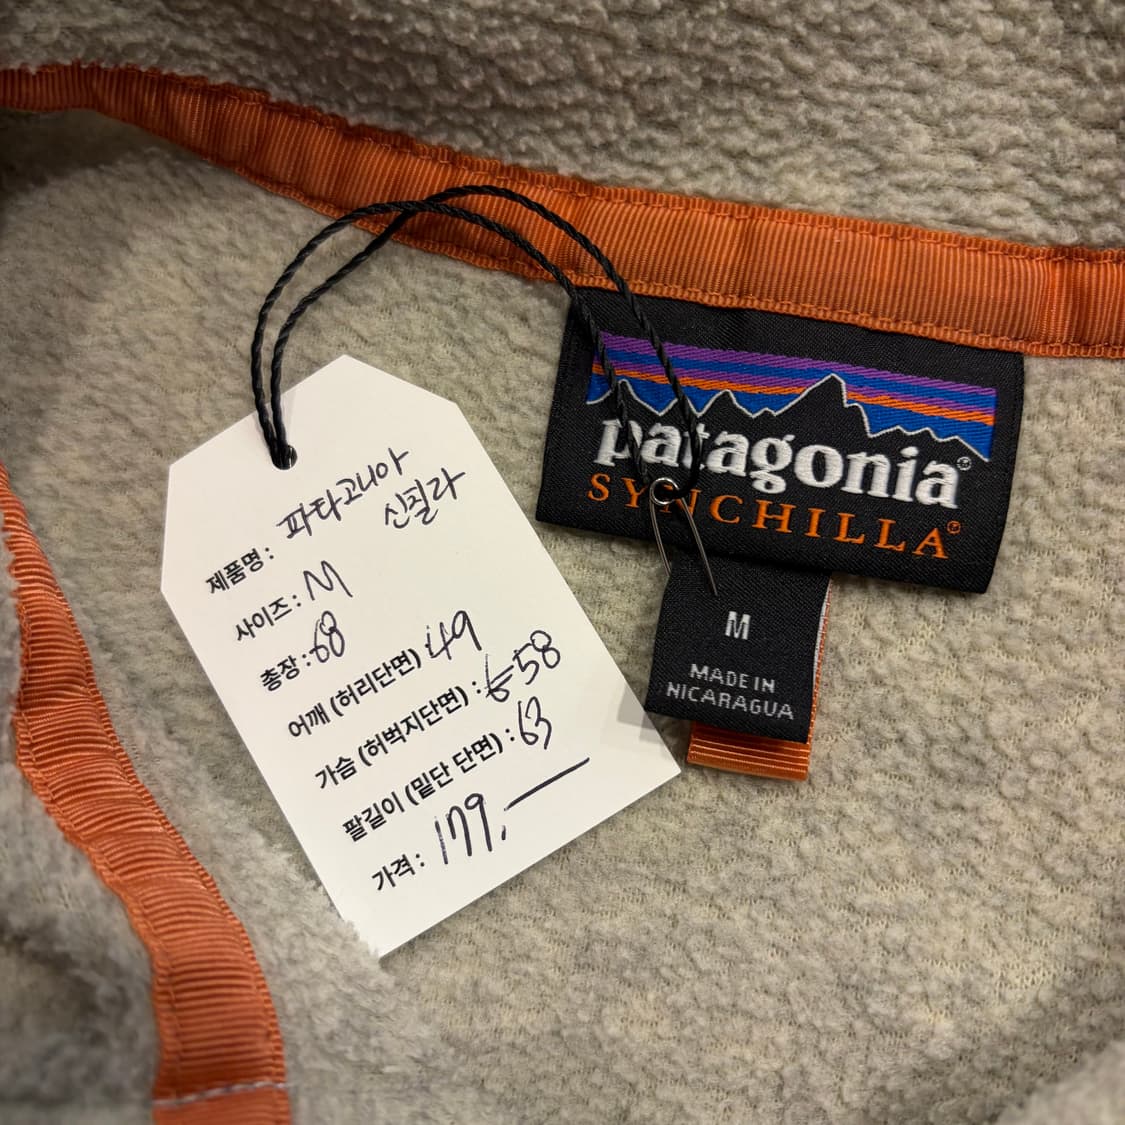 제품명: 파타고니아
신칠라
사이즈: M
총장: 68
어깨 (허리단면) 49
가슴 (허벅지단면) : 58
팔길이 (밑단 단면) : 63
가격: 179,—
patagonia®
SYNCHILLA®
M
MADE IN
NICARAGUA